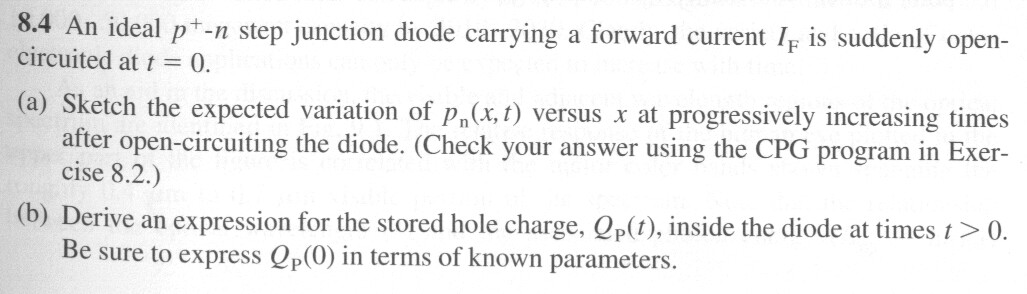 8.4 An ideal p⁺-n step junction diode carrying a forward current I_F is suddenly open-
circuited at t = 0.
(a) Sketch the expected variation of pₙ(x, t) versus x at progressively increasing times
after open-circuiting the diode. (Check your answer using the CPG program in Exer-
cise 8.2.)
(b) Derive an expression for the stored hole charge, Q_P(t), inside the diode at times t > 0.
Be sure to express Q_P(0) in terms of known parameters.